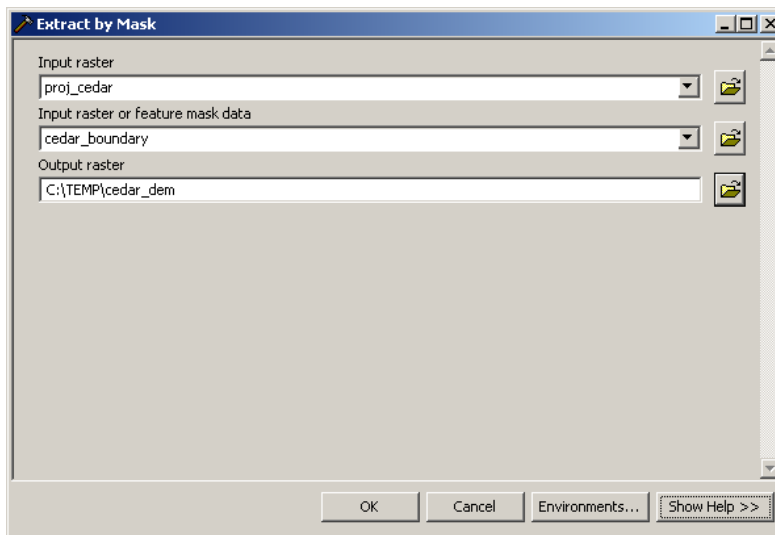 Extract by Mask
Input raster
proj_cedar
Input raster or feature mask data
cedar_boundary
Output raster
C:\TEMP\cedar_dem
OK Cancel Environments... Show Help >>